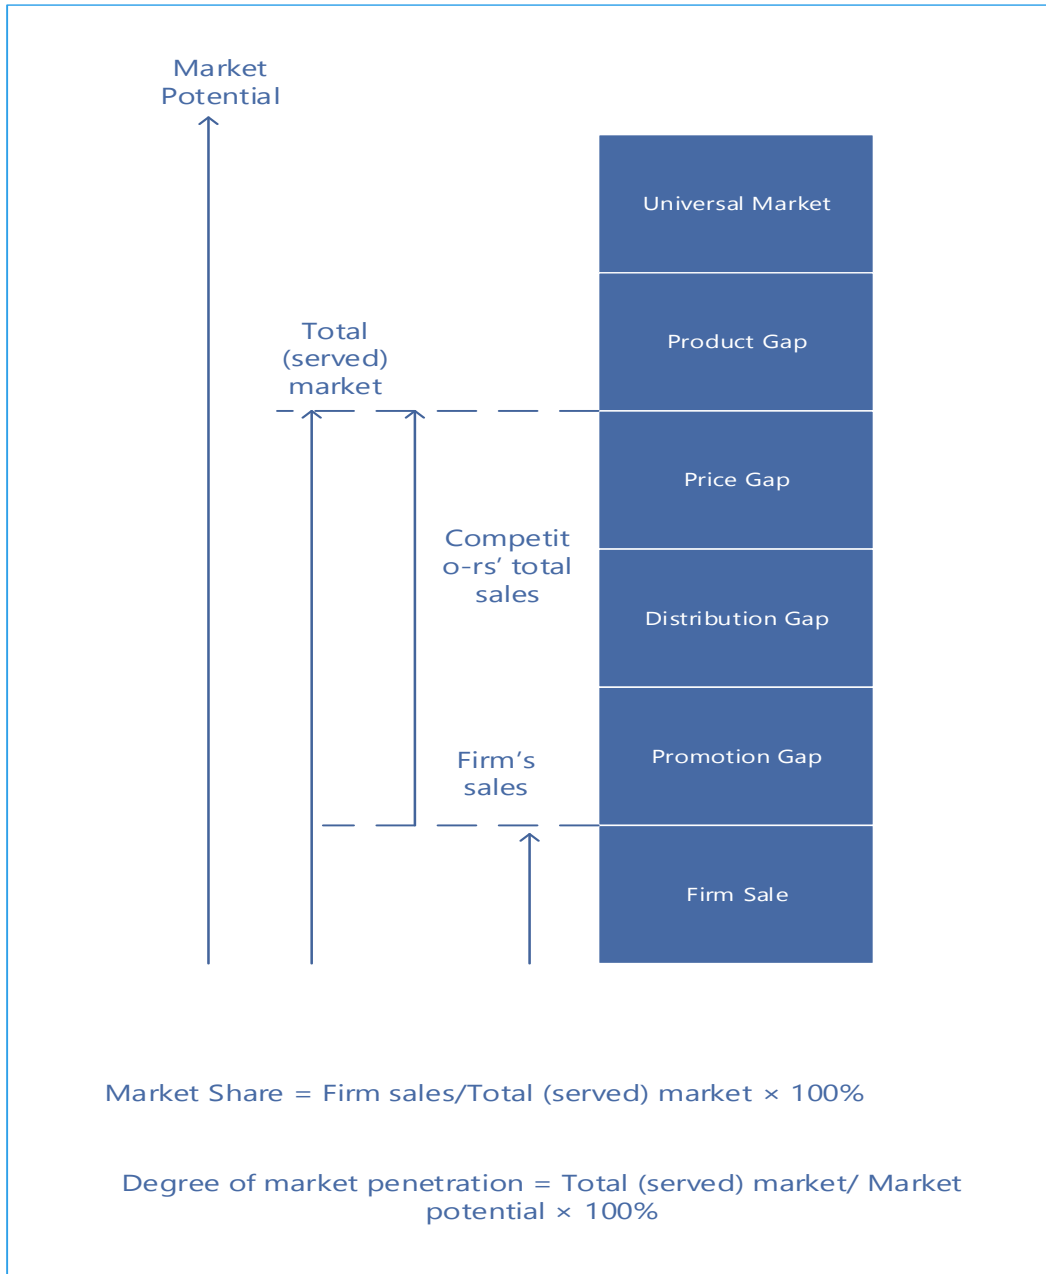 Market
Potential
Universal Market
Total
(served)
market
Product Gap
Price Gap
Competit
o-rs’ total
sales
Distribution Gap
Firm’s
sales
Promotion Gap
Firm Sale
Market Share = Firm sales/Total (served) market × 100%
Degree of market penetration = Total (served) market/ Market
potential × 100%